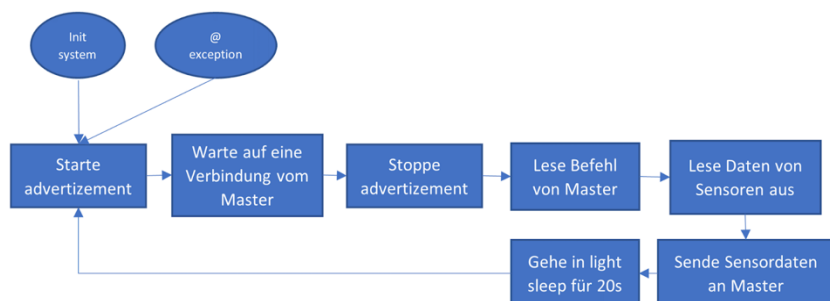 Init
system
@
exception
Starte
advertizement
Warte auf eine
Verbindung vom
Master
Stoppe
advertizement
Lese Befehl
von Master
Lese Daten von
Sensoren aus
Gehe in light
sleep für 20s
Sende Sensordaten
an Master